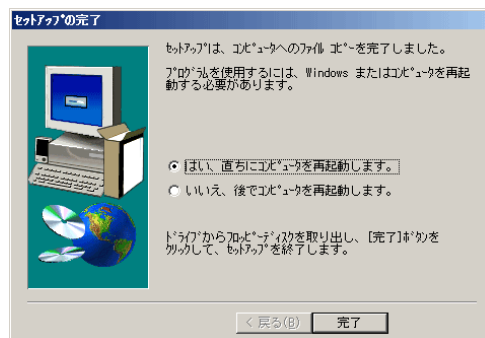 ｾｯﾄｱｯﾌﾟの完了
ｾｯﾄｱｯﾌﾟは、ｺﾝﾋﾟｭｰﾀへのﾌｧｲﾙ ｺﾋﾟｰを完了しました。
ﾌﾟﾛｸﾞﾗﾑを使用するには、Windows またはｺﾝﾋﾟｭｰﾀを再起
動する必要があります。
はい、直ちにｺﾝﾋﾟｭｰﾀを再起動します。
いいえ、後でｺﾝﾋﾟｭｰﾀを再起動します。
ﾄﾞﾗｲﾌﾞからﾌﾛｯﾋﾟｰﾃﾞｨｽｸを取り出し、[完了]ﾎﾞﾀﾝを
ｸﾘｯｸして、ｾｯﾄｱｯﾌﾟを終了します。
< 戻る(B)
完了